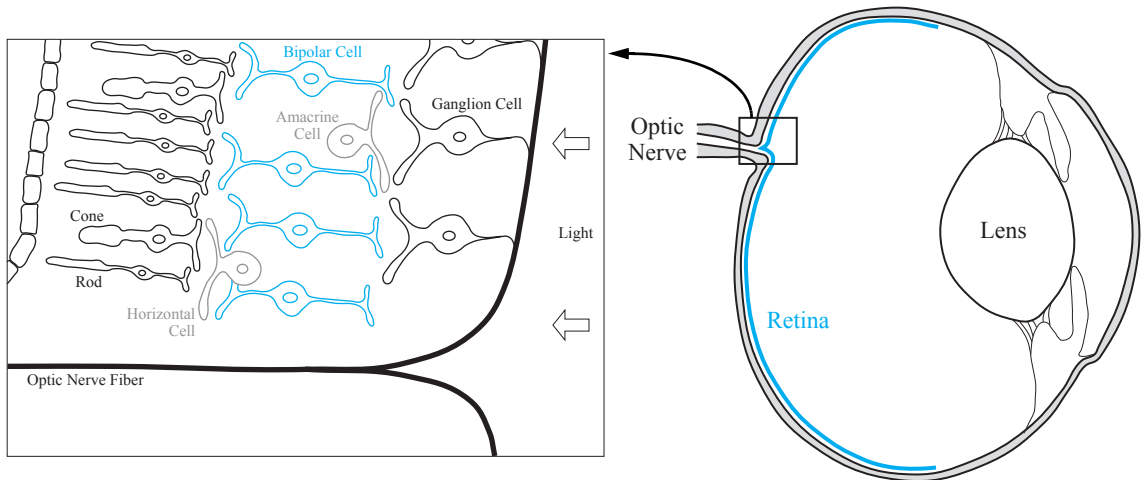 Bipolar Cell
Amacrine
Cell
Ganglion Cell
Cone
Rod
Horizontal
Cell
Light
Optic Nerve Fiber
Optic
Nerve
Lens
Retina